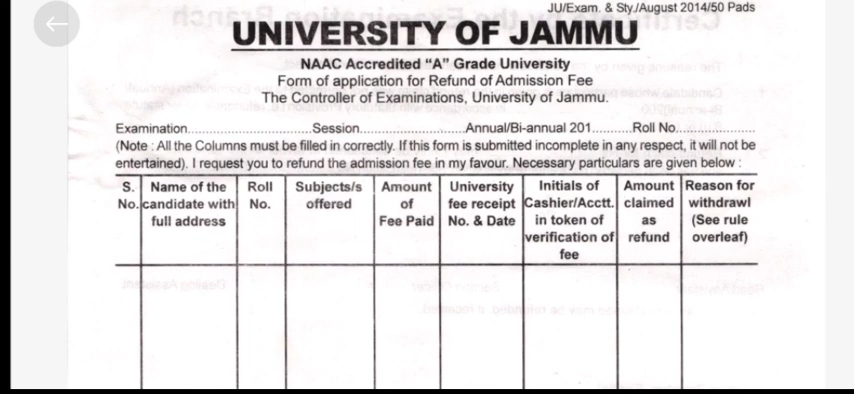 JU/Exam. & Sty./August 2014/50 Pads
UNIVERSITY OF JAMMU
NAAC Accredited “A” Grade University
Form of application for Refund of Admission Fee
The Controller of Examinations, University of Jammu.
Examination..............................Session.........................Annual/Bi-annual 201..........Roll No....................
(Note : All the Columns must be filled in correctly. If this form is submitted incomplete in any respect, it will not be
entertained). I request you to refund the admission fee in my favour. Necessary particulars are given below :
S. No.
Name of the candidate with full address
Roll No.
Subjects/s offered
Amount of Fee Paid
University fee receipt No. & Date
Initials of Cashier/Acctt. in token of verification of fee
Amount claimed as refund
Reason for withdrawl (See rule overleaf)